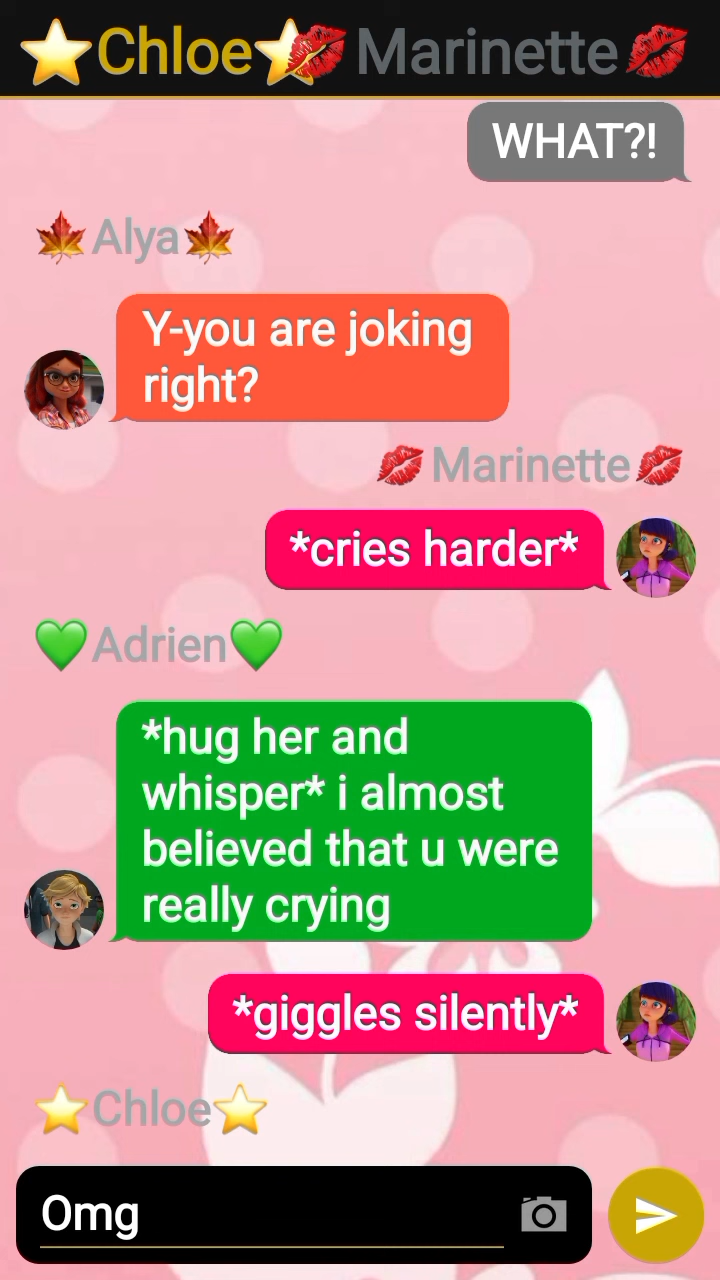 ⭐Chloe⭐💋Marinette💋
WHAT?!
🍁Alya🍁
Y-you are joking
right?
💋Marinette💋
*cries harder*
💚Adrien💚
*hug her and
whisper* i almost
believed that u were
really crying
*giggles silently*
⭐Chloe⭐
Omg